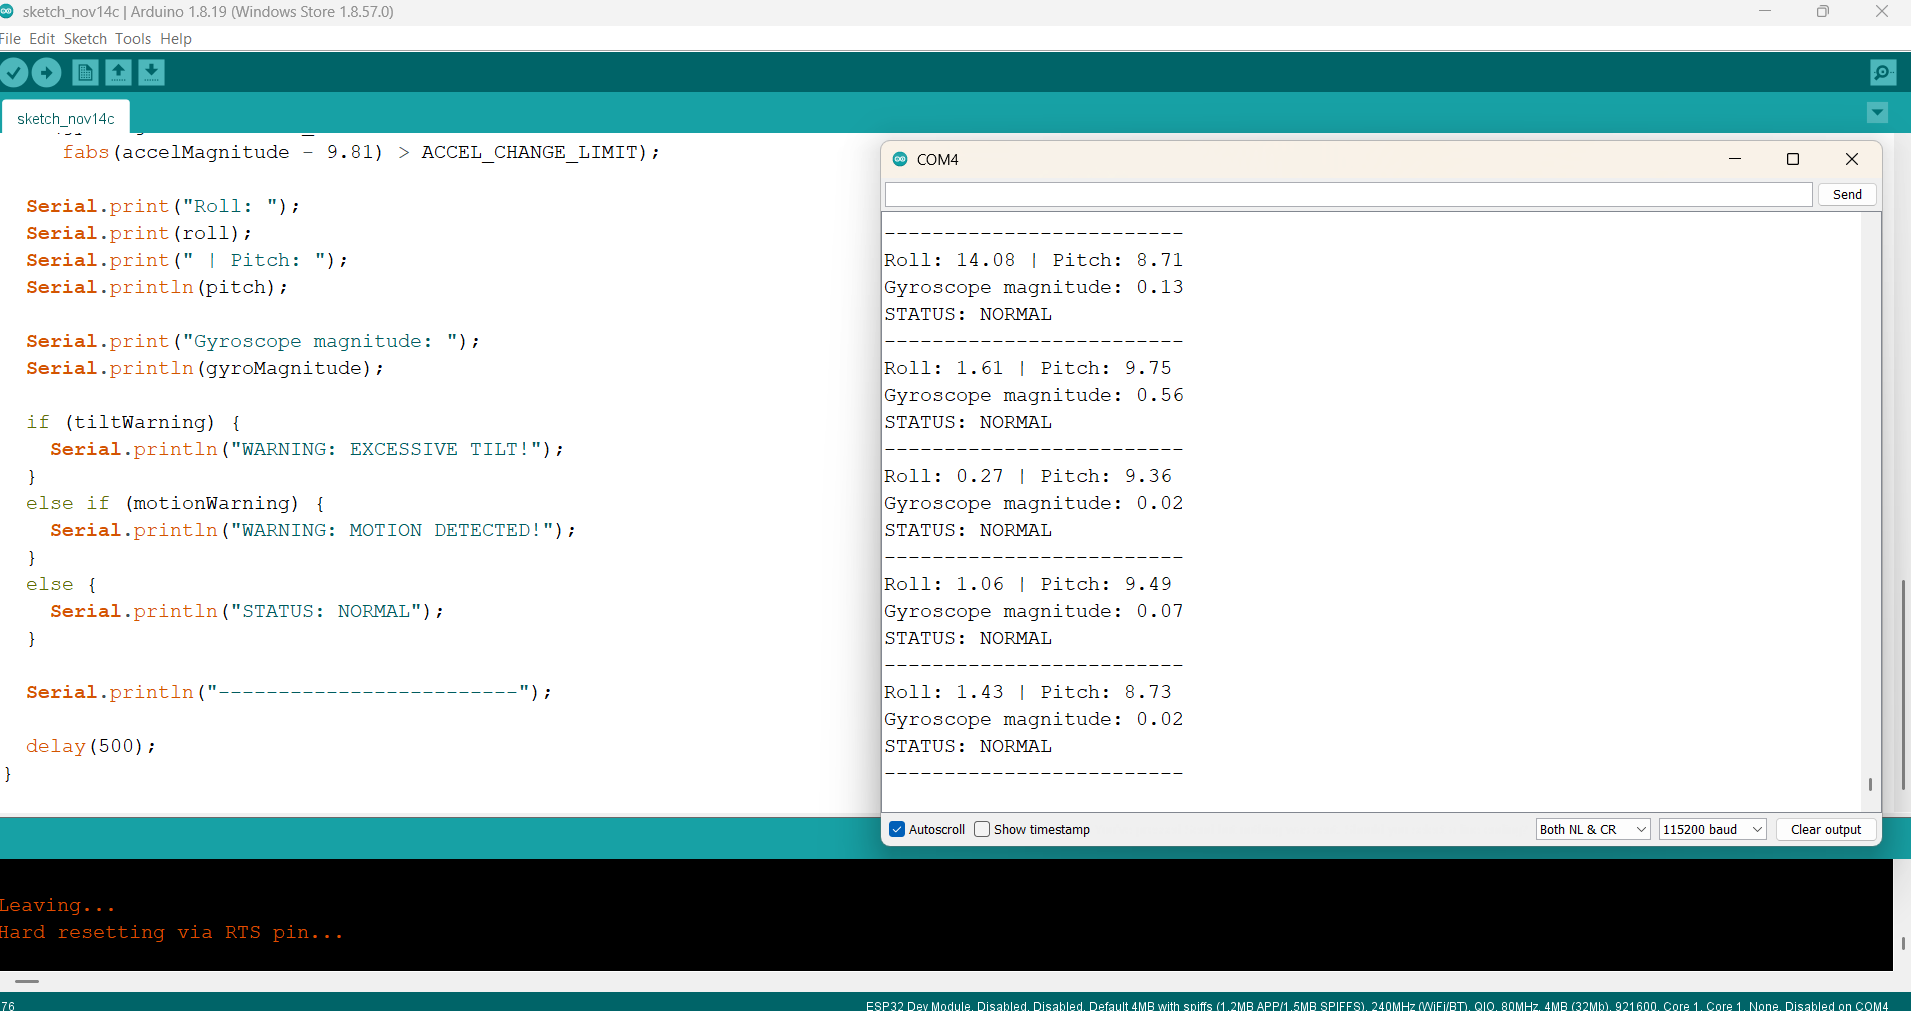 sketch_nov14c | Arduino 1.8.19 (Windows Store 1.8.57.0)
File Edit Sketch Tools Help
sketch_nov14c
fabs(accelMagnitude - 9.81) > ACCEL_CHANGE_LIMIT);
Serial.print("Roll: ");
Serial.print(roll);
Serial.print(" | Pitch: ");
Serial.println(pitch);
Serial.print("Gyroscope magnitude: ");
Serial.println(gyroMagnitude);
if (tiltWarning) {
Serial.println("WARNING: EXCESSIVE TILT!");
}
else if (motionWarning) {
Serial.println("WARNING: MOTION DETECTED!");
}
else {
Serial.println("STATUS: NORMAL");
}
Serial.println("-------------------------");
delay(500);
}
COM4
Send
-------------------------
Roll: 14.08 | Pitch: 8.71
Gyroscope magnitude: 0.13
STATUS: NORMAL
-------------------------
Roll: 1.61 | Pitch: 9.75
Gyroscope magnitude: 0.56
STATUS: NORMAL
-------------------------
Roll: 0.27 | Pitch: 9.36
Gyroscope magnitude: 0.02
STATUS: NORMAL
-------------------------
Roll: 1.06 | Pitch: 9.49
Gyroscope magnitude: 0.07
STATUS: NORMAL
-------------------------
Roll: 1.43 | Pitch: 8.73
Gyroscope magnitude: 0.02
STATUS: NORMAL
-------------------------
Autoscroll Show timestamp Both NL & CR 115200 baud Clear output
Leaving...
Hard resetting via RTS pin...
76 ESP32 Dev Module, Disabled, Disabled, Default 4MB with spiffs (1.2MB APP/1.5MB SPIFFS), 240MHz (WiFi/BT), QIO, 80MHz, 4MB (32Mb), 921600, Core 1, Core 1, None, Disabled on COM4